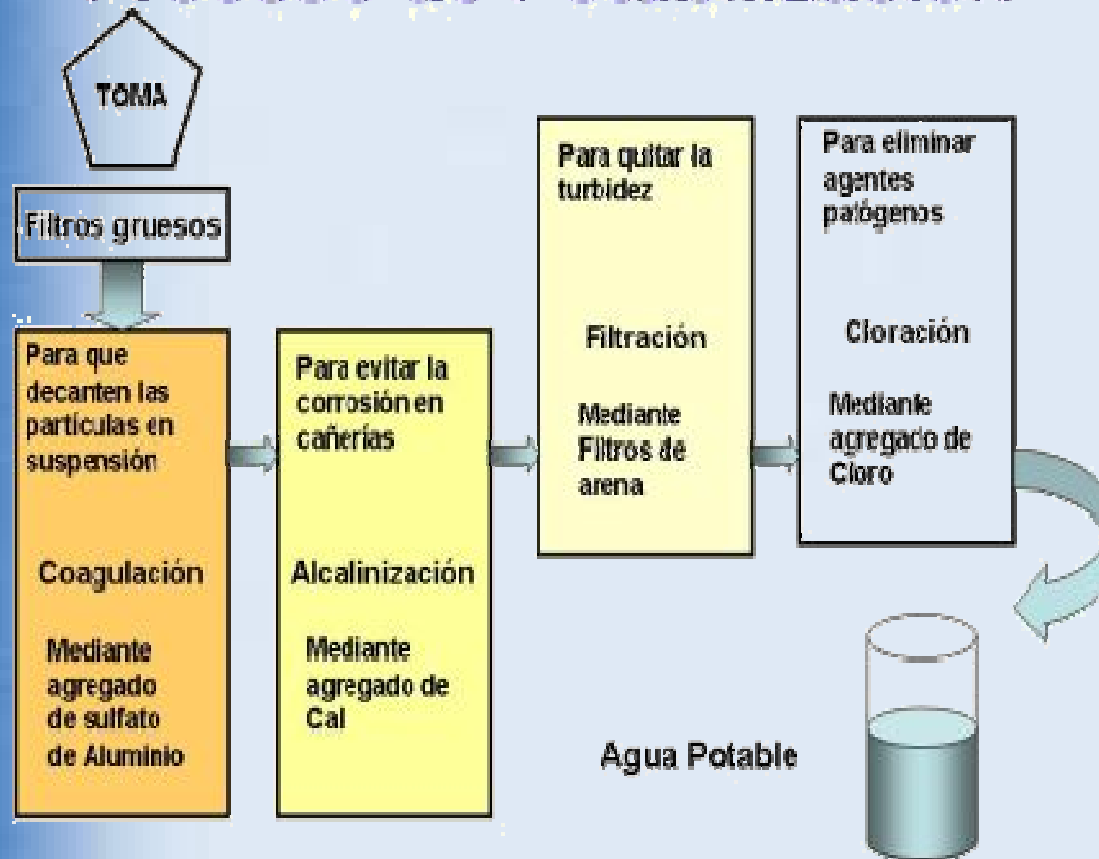 TOMA
Filtros gruesos
Para que
decanten las
partículas en
suspensión
Coagulación
Mediante
agregado
de sulfato
de Aluminio
Para evitar la
corrosión en
cañerías
Alcalinización
Mediante
agregado de
Cal
Para quitar la
turbidez
Filtración
Mediante
Filtros de
arena
Para eliminar
agentes
patógenos
Cloración
Mediante
agregado de
Cloro
Agua Potable